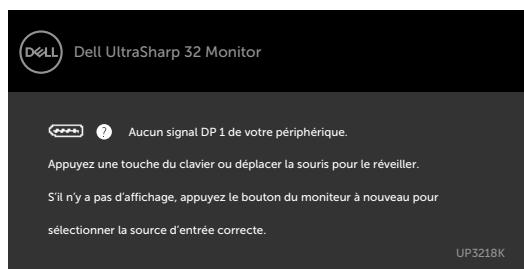 DELL
Dell UltraSharp 32 Monitor
? Aucun signal DP 1 de votre périphérique.
Appuyez une touche du clavier ou déplacer la souris pour le réveiller.
S'il n'y a pas d'affichage, appuyez le bouton du moniteur à nouveau pour
sélectionner la source d'entrée correcte.
UP3218K